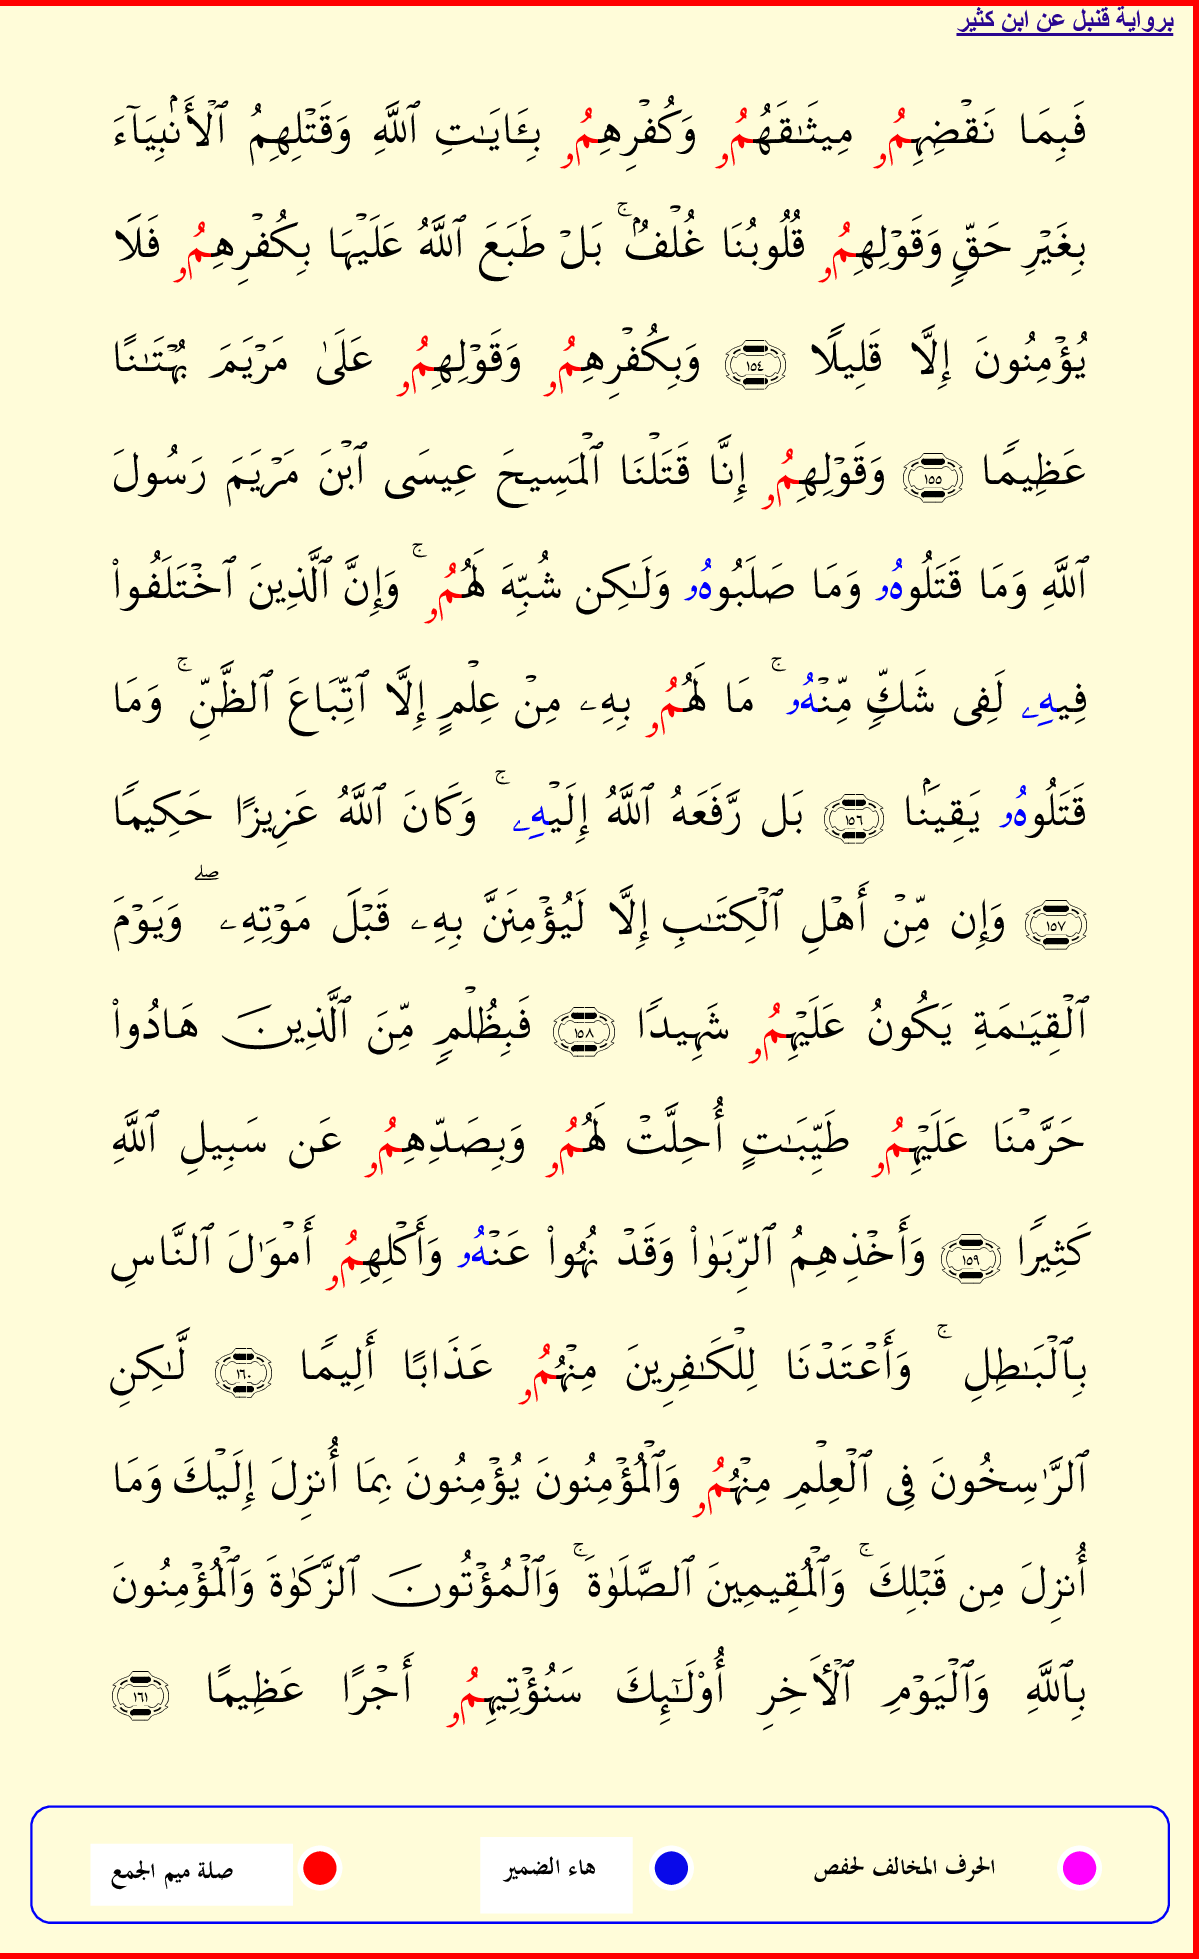 برواية قنبل عن ابن كثير
فَبِمَا نَقْضِهِمُو مِيثَـٰقَهُمُو وَكُفْرِهِمُو بِـَٔايَـٰتِ ٱللَّهِ وَقَتْلِهِمُ ٱلْأَنۢبِيَآءَ
بِغَيْرِ حَقٍّ وَقَوْلِهِمُو قُلُوبُنَا غُلْفٌۢ ۚ بَلْ طَبَعَ ٱللَّهُ عَلَيْهَا بِكُفْرِهِمُو فَلَا
يُؤْمِنُونَ إِلَّا قَلِيلًا ١٥٤ وَبِكُفْرِهِمُو وَقَوْلِهِمُو عَلَىٰ مَرْيَمَ بُهْتَـٰنًا
عَظِيمًا ١٥٥ وَقَوْلِهِمُو إِنَّا قَتَلْنَا ٱلْمَسِيحَ عِيسَى ٱبْنَ مَرْيَمَ رَسُولَ
ٱللَّهِ وَمَا قَتَلُوهُۥ وَمَا صَلَبُوهُۥ وَلَـٰكِن شُبِّهَ لَهُمُو ۚ وَإِنَّ ٱلَّذِينَ ٱخْتَلَفُوا۟
فِيهِۦ لَفِى شَكٍّ مِّنْهُۥ ۚ مَا لَهُمُو بِهِۦ مِنْ عِلْمٍ إِلَّا ٱتِّبَاعَ ٱلظَّنِّ ۚ وَمَا
قَتَلُوهُۥ يَقِينَۢا ١٥٦ بَل رَّفَعَهُ ٱللَّهُ إِلَيْهِۦ ۚ وَكَانَ ٱللَّهُ عَزِيزًا حَكِيمًا
١٥٧ وَإِن مِّنْ أَهْلِ ٱلْكِتَـٰبِ إِلَّا لَيُؤْمِنَنَّ بِهِۦ قَبْلَ مَوْتِهِۦ ۖ وَيَوْمَ
ٱلْقِيَـٰمَةِ يَكُونُ عَلَيْهِمُو شَهِيدًا ١٥٨ فَبِظُلْمٍ مِّنَ ٱلَّذِينَ هَادُوا۟
حَرَّمْنَا عَلَيْهِمُو طَيِّبَـٰتٍ أُحِلَّتْ لَهُمُو وَبِصَدِّهِمُو عَن سَبِيلِ ٱللَّهِ
كَثِيرًا ١٥٩ وَأَخْذِهِمُ ٱلرِّبَوٰا۟ وَقَدْ نُهُوا۟ عَنْهُۥ وَأَكْلِهِمُو أَمْوَٰلَ ٱلنَّاسِ
بِٱلْبَـٰطِلِ ۚ وَأَعْتَدْنَا لِلْكَـٰفِرِينَ مِنْهُمُو عَذَابًا أَلِيمًا ١٦٠ لَّـٰكِنِ
ٱلرَّٰسِخُونَ فِى ٱلْعِلْمِ مِنْهُمُو وَٱلْمُؤْمِنُونَ يُؤْمِنُونَ بِمَا أُنزِلَ إِلَيْكَ وَمَا
أُنزِلَ مِن قَبْلِكَ ۚ وَٱلْمُقِيمِينَ ٱلصَّلَوٰةَ ۚ وَٱلْمُؤْتُونَ ٱلزَّكَوٰةَ وَٱلْمُؤْمِنُونَ
بِٱللَّهِ وَٱلْيَوْمِ ٱلْـَٔاخِرِ أُو۟لَـٰٓئِكَ سَنُؤْتِيهِمُو أَجْرًا عَظِيمًا ١٦١
الحرف المخالف لحفص هاء الضمير صلة ميم الجمع